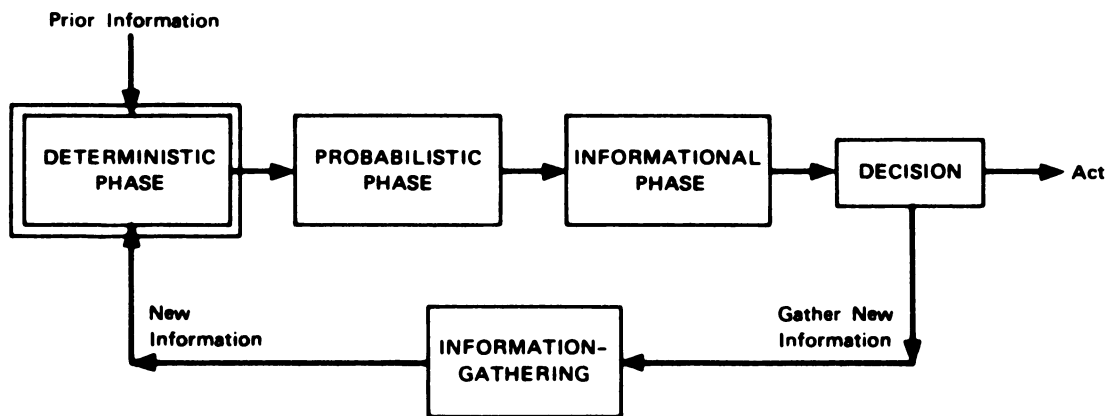 Prior Information
DETERMINISTIC
PHASE
PROBABILISTIC
PHASE
INFORMATIONAL
PHASE
DECISION
Act
New
Information
INFORMATION-
GATHERING
Gather New
Information